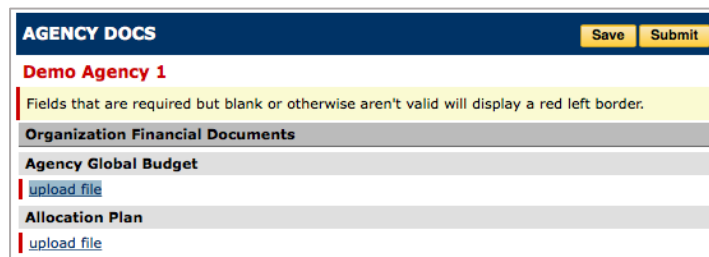 AGENCY DOCS
Save Submit
Demo Agency 1
Fields that are required but blank or otherwise aren't valid will display a red left border.
Organization Financial Documents
Agency Global Budget
upload file
Allocation Plan
upload file